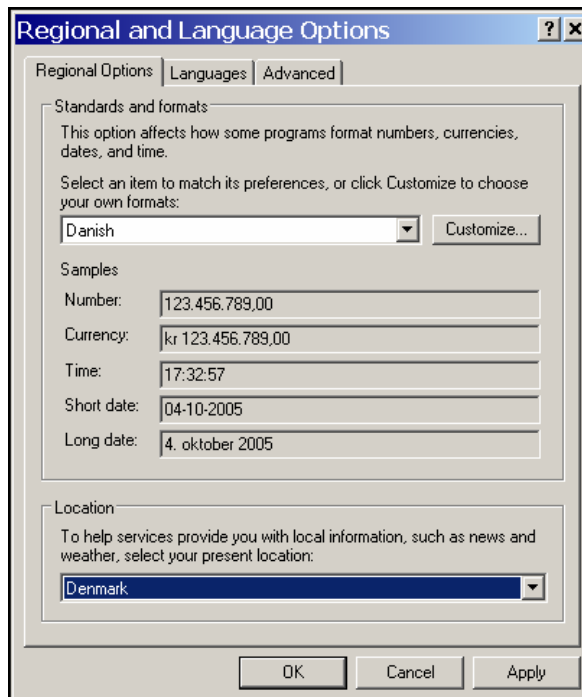 Regional and Language Options
Regional Options Languages Advanced
Standards and formats
This option affects how some programs format numbers, currencies,
dates, and time.
Select an item to match its preferences, or click Customize to choose
your own formats:
Danish Customize...
Samples
Number: 123.456.789,00
Currency: kr 123.456.789,00
Time: 17:32:57
Short date: 04-10-2005
Long date: 4. oktober 2005
Location
To help services provide you with local information, such as news and
weather, select your present location:
Denmark
OK Cancel Apply